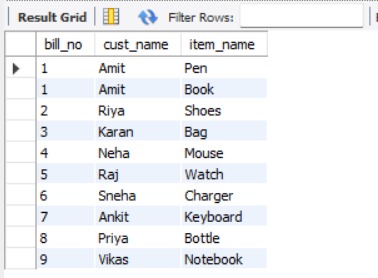 Result Grid Filter Rows:
bill_no cust_name item_name
1 Amit Pen
1 Amit Book
2 Riya Shoes
3 Karan Bag
4 Neha Mouse
5 Raj Watch
6 Sneha Charger
7 Ankit Keyboard
8 Priya Bottle
9 Vikas Notebook